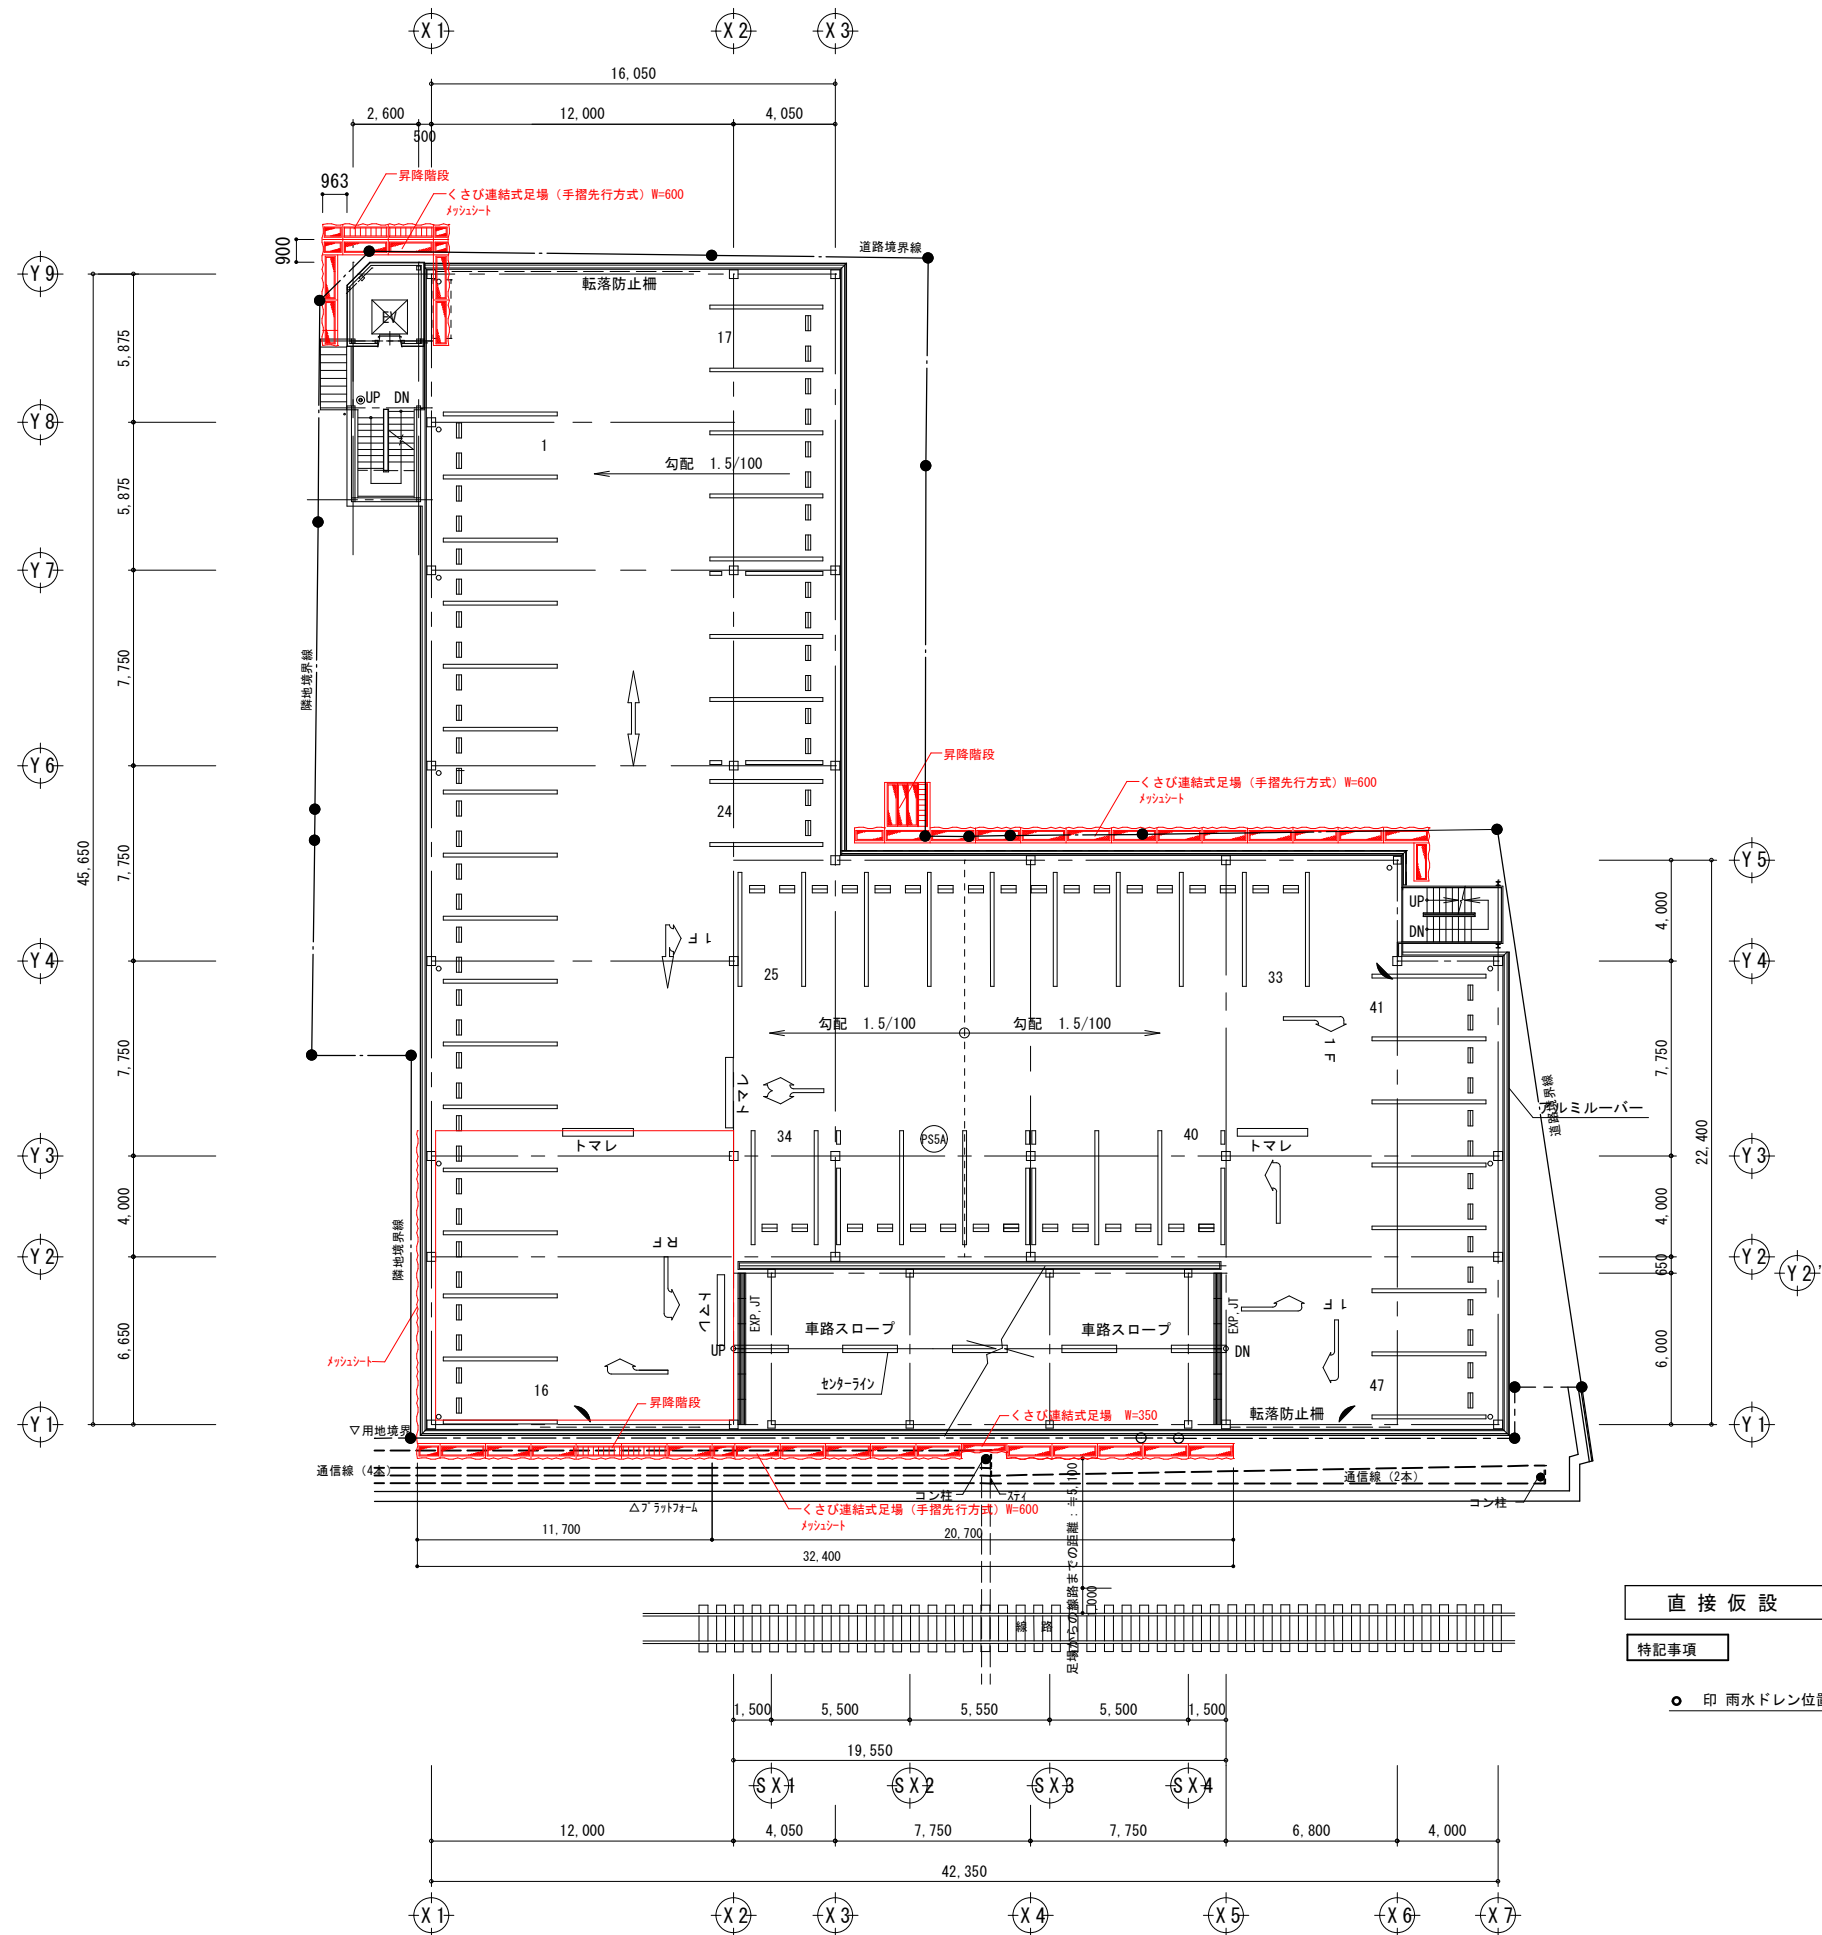 X1
X2
X3
16,050
2,600
12,000
4,050
500
963
昇降階段
くさび連結式足場（手摺先行方式）W=600
メッシュシート
900
道路境界線
Y9
転落防止柵
EV
17
5,875
UP
DN
Y8
1
勾配 1.5/100
5,875
Y7
隣地境界線
7,750
Y6
昇降階段
くさび連結式足場（手摺先行方式）W=600
メッシュシート
24
45,650
7,750
Y5
UP
DN
4,000
1F
Y4
25
33
41
Y4
勾配 1.5/100
勾配 1.5/100
1F
7,750
トマレ
7,750
アルミルーバー
道路境界線
34
PS5A
40
トマレ
トマレ
22,400
Y3
Y3
4,000
4,000
隣地境界線
RF
Y2
Y2
650
Y2'
トマレ
EXP.JT
EXP.JT
1F
車路スロープ
車路スロープ
6,650
UP
DN
6,000
メッシュシート
センターライン
16
47
昇降階段
くさび連結式足場 W=350
転落防止柵
Y1
▽用地境界
Y1
通信線（4本）
通信線（2本）
コン柱
ステイ
コン柱
△プラットフォーム
くさび連結式足場（手摺先行方式）W=600
メッシュシート
11,700
20,700
32,400
足場からの線路までの距離：≒5,100
線路
直接仮設
特記事項
印 雨水ドレン位置
1,500
5,500
5,550
5,500
1,500
19,550
SX1
SX2
SX3
SX4
12,000
4,050
7,750
7,750
6,800
4,000
42,350
X1
X2
X3
X4
X5
X6
X7